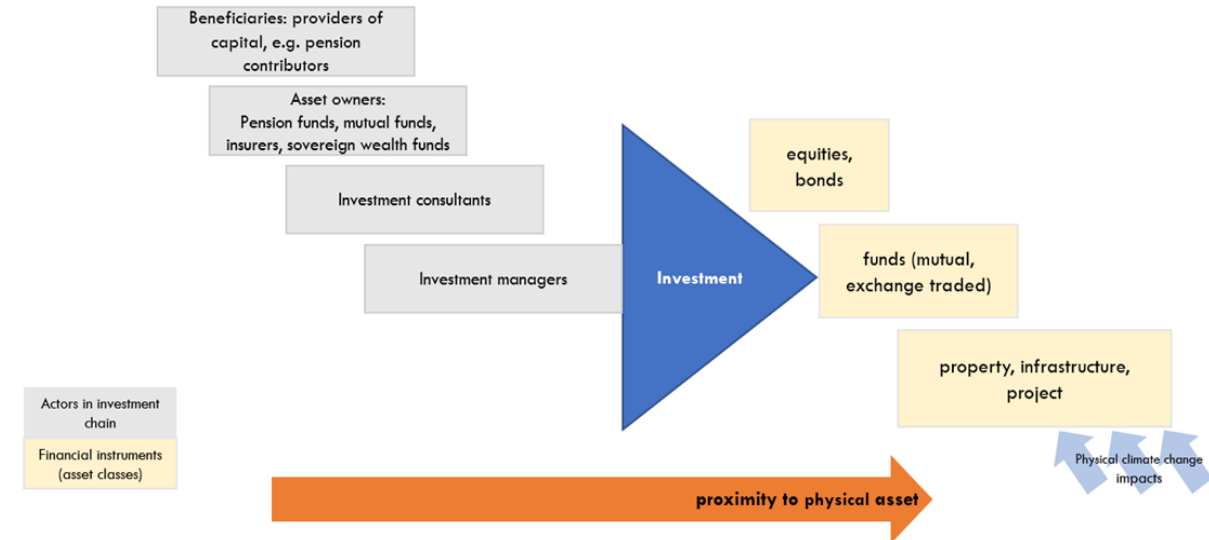 Beneficiaries: providers of
capital, e.g. pension
contributors
Asset owners:
Pension funds, mutual funds,
insurers, sovereign wealth funds
Investment consultants
Investment managers
Investment
equities,
bonds
funds (mutual,
exchange traded)
property, infrastructure,
project
Physical climate change
impacts
Actors in investment
chain
Financial instruments
(asset classes)
proximity to physical asset